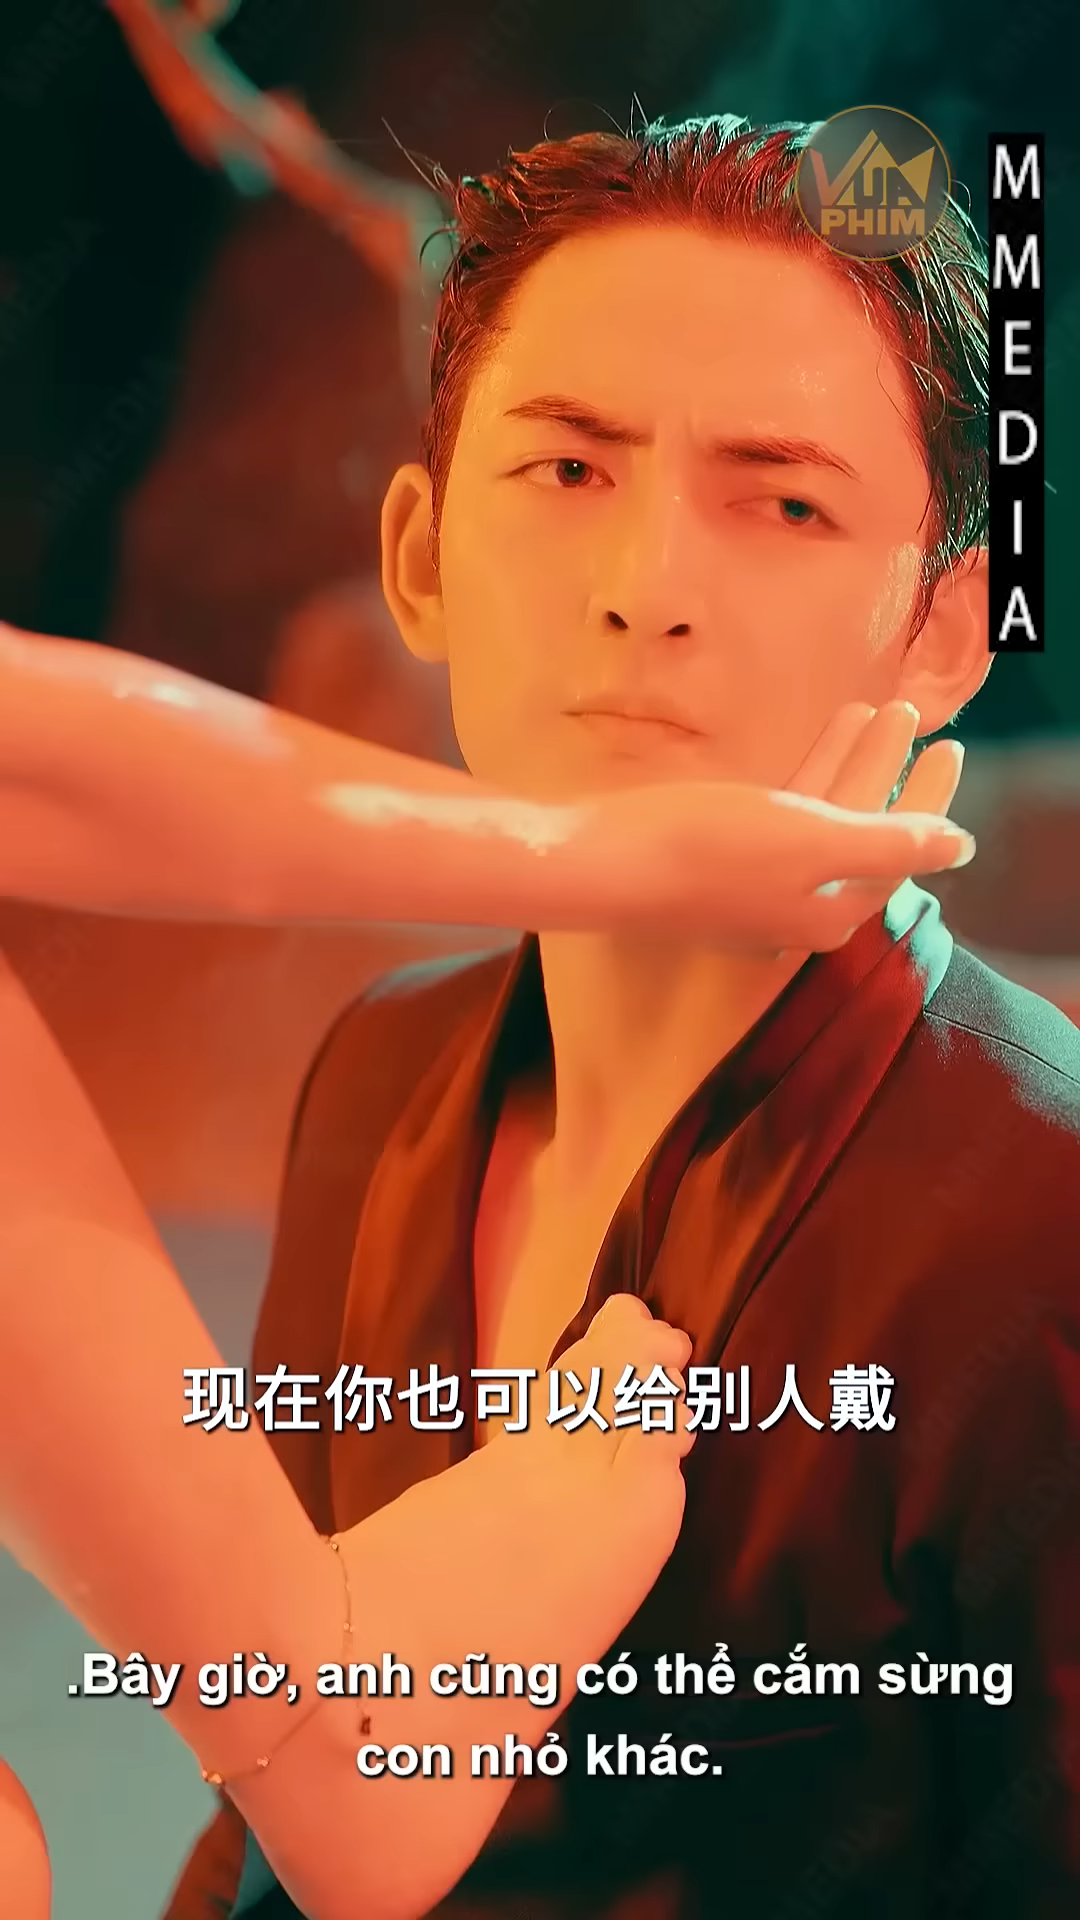 VUA
PHIM
MMEDIA
现在你也可以给别人戴
.Bây giờ, anh cũng có thể cắm sừng
con nhỏ khác.